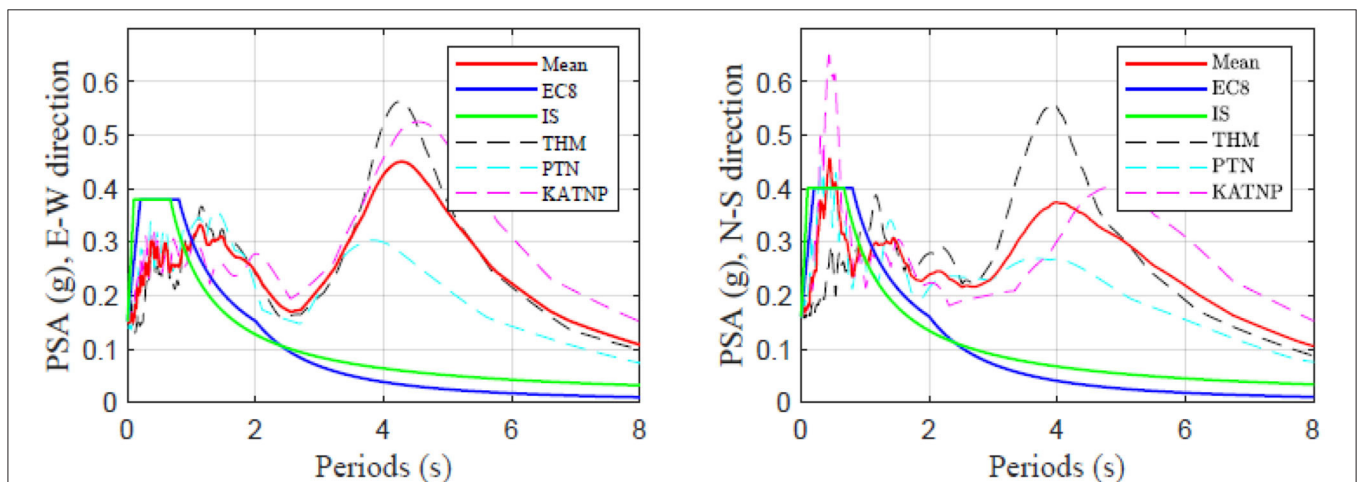 PSA (g), E-W direction
0.6
0.5
0.4
0.3
0.2
0.1
0
0 2 4 6 8
Periods (s)
Mean
EC8
IS
THM
PTN
KATNP
PSA (g), N-S direction
0.6
0.5
0.4
0.3
0.2
0.1
0
0 2 4 6 8
Periods (s)
Mean
EC8
IS
THM
PTN
KATNP